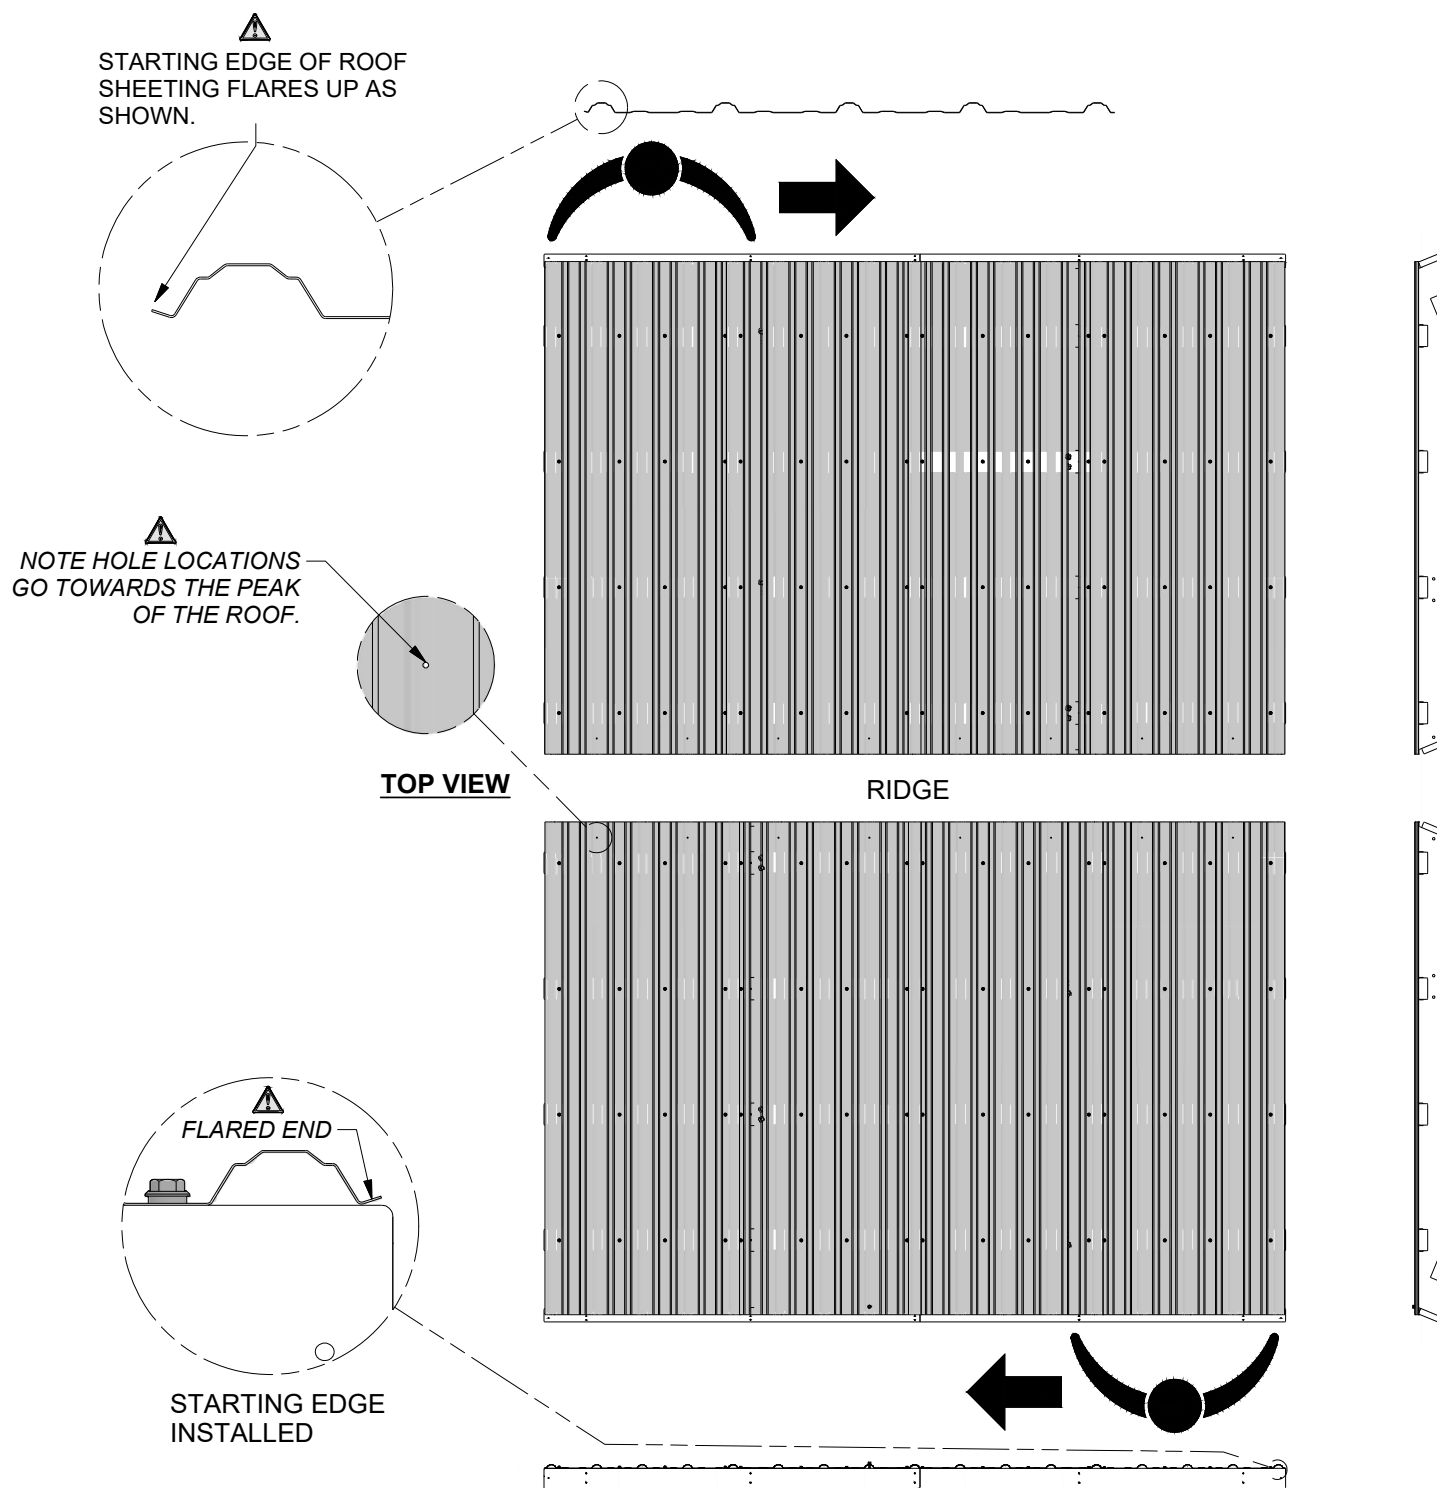 STARTING EDGE OF ROOF
SHEETING FLARES UP AS
SHOWN.
NOTE HOLE LOCATIONS
GO TOWARDS THE PEAK
OF THE ROOF.
TOP VIEW
RIDGE
FLARED END
STARTING EDGE
INSTALLED